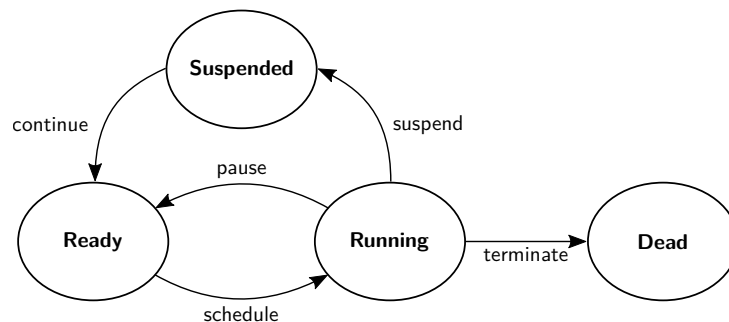 Suspended
continue
suspend
pause
Ready
Running
Dead
terminate
schedule